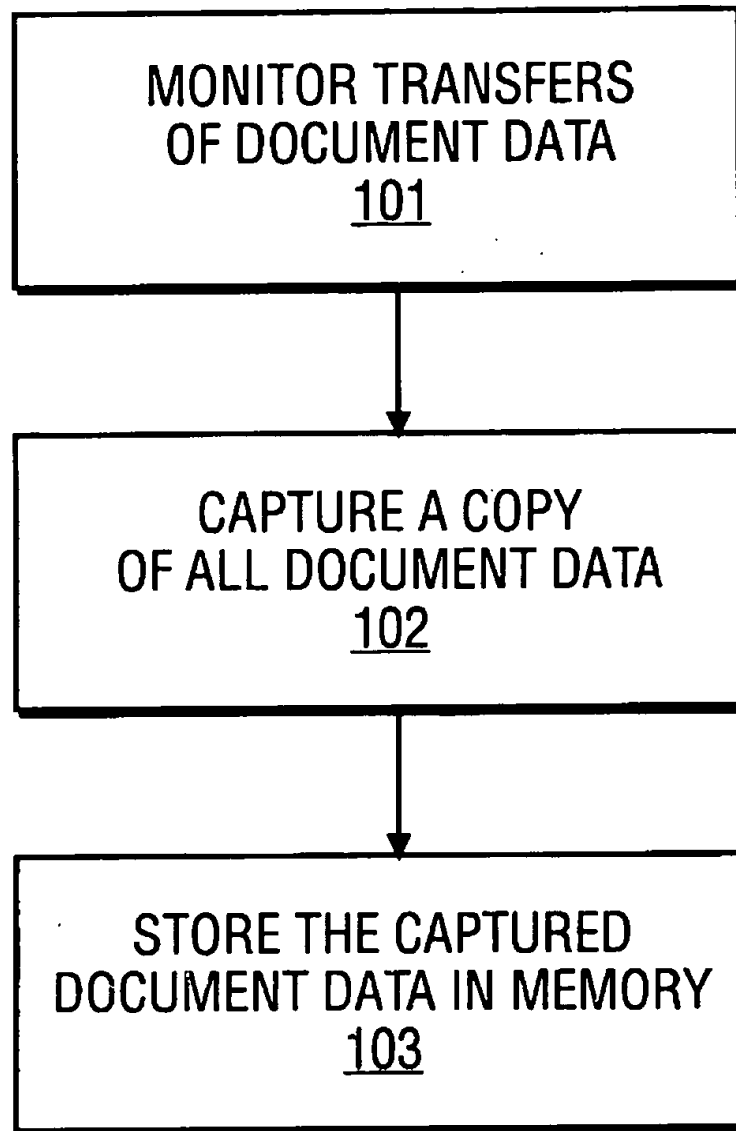 MONITOR TRANSFERS
OF DOCUMENT DATA
101
CAPTURE A COPY
OF ALL DOCUMENT DATA
102
STORE THE CAPTURED
DOCUMENT DATA IN MEMORY
103